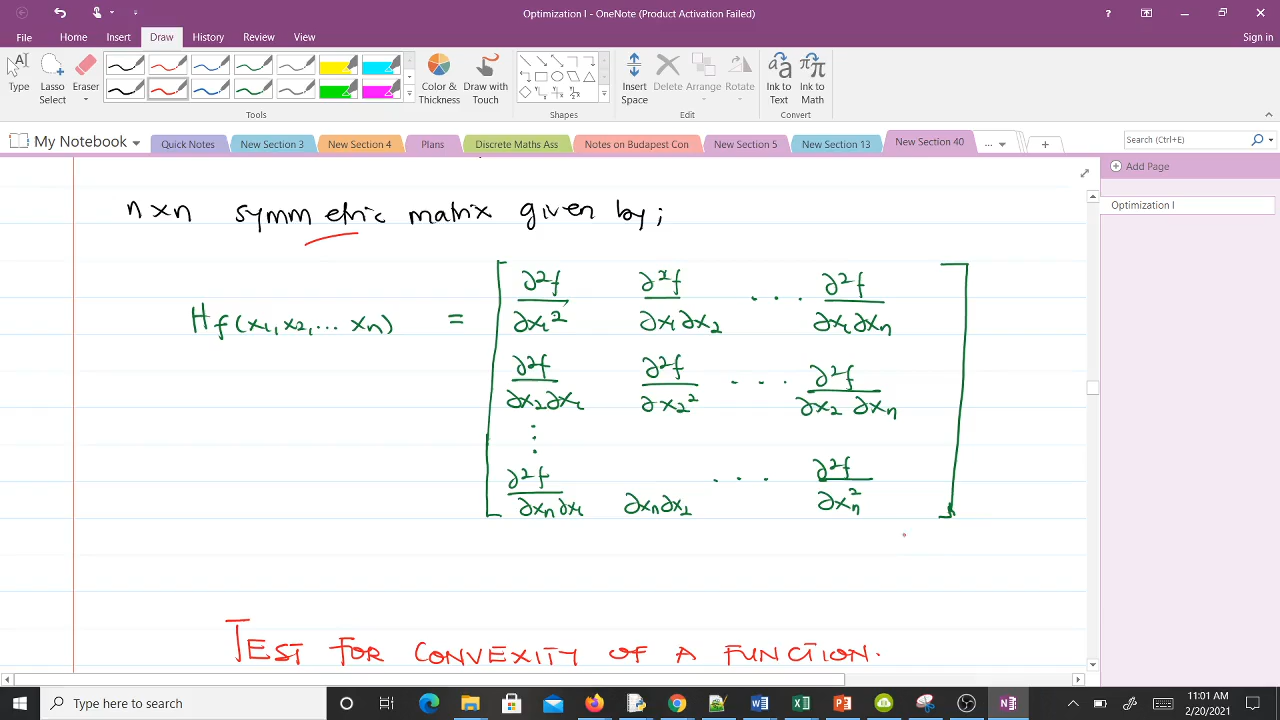 Optimization I - OneNote (Product Activation Failed)
File Home Insert Draw History Review View Sign in
Type Lasso Select Eraser Color & Thickness Draw with Touch Insert Space Delete Arrange Rotate Ink to Text Ink to Math
Tools Shapes Edit Convert
My Notebook Quick Notes New Section 3 New Section 4 Plans Discrete Maths Ass Notes on Budapest Con New Section 5 New Section 13 New Section 40 ... Search (Ctrl+E)
Add Page
Optimization I
n×n symmetric matrix given by;
∂²f/∂x₁² ∂²f/∂x₁∂x₂ ... ∂²f/∂x₁∂xₙ
Hf(x₁,x₂,... xₙ) =
∂²f/∂x₂∂x₁ ∂²f/∂x₂² ... ∂²f/∂x₂∂xₙ
⋮
∂²f/∂xₙ∂x₁ ∂xₙ∂x₂ ... ∂²f/∂xₙ²
TEST FOR CONVEXITY OF A FUNCTION.
Type here to search
11:01 AM
2/20/2021